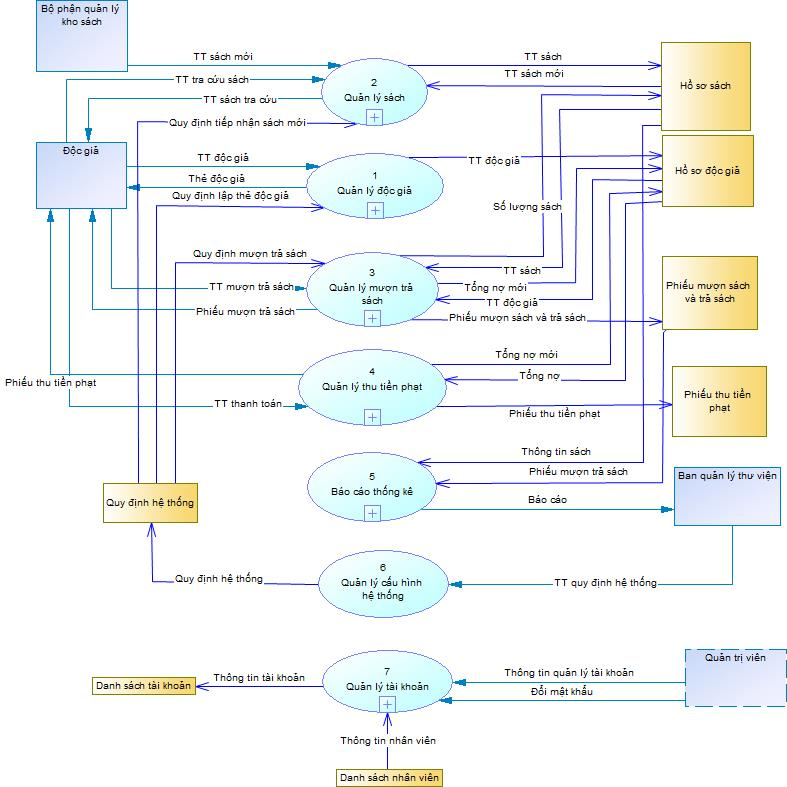 Bộ phận quản lý
kho sách
TT sách mới
TT tra cứu sách
TT sách tra cứu
Quy định tiếp nhận sách mới
2
Quản lý sách
TT sách
TT sách mới
Hồ sơ sách
Độc giả
TT độc giả
Thẻ độc giả
Quy định lập thẻ độc giả
1
Quản lý độc giả
TT độc giả
Hồ sơ độc giả
Số lượng sách
Quy định mượn trả sách
TT mượn trả sách
Phiếu mượn trả sách
3
Quản lý mượn trả
sách
TT sách
Tổng nợ mới
TT độc giả
Phiếu mượn sách và trả sách
Phiếu mượn sách
và trả sách
Phiếu thu tiền phạt
TT thanh toán
4
Quản lý thu tiền phạt
Tổng nợ mới
Tổng nợ
Phiếu thu tiền phạt
Phiếu thu tiền
phạt
5
Báo cáo thống kê
Thông tin sách
Phiếu mượn trả sách
Báo cáo
Ban quản lý thư viện
Quy định hệ thống
Quy định hệ thống
6
Quản lý cấu hình
hệ thống
TT quy định hệ thống
Danh sách tài khoản
Thông tin tài khoản
7
Quản lý tài khoản
Thông tin quản lý tài khoản
Đổi mật khẩu
Quản trị viên
Thông tin nhân viên
Danh sách nhân viên